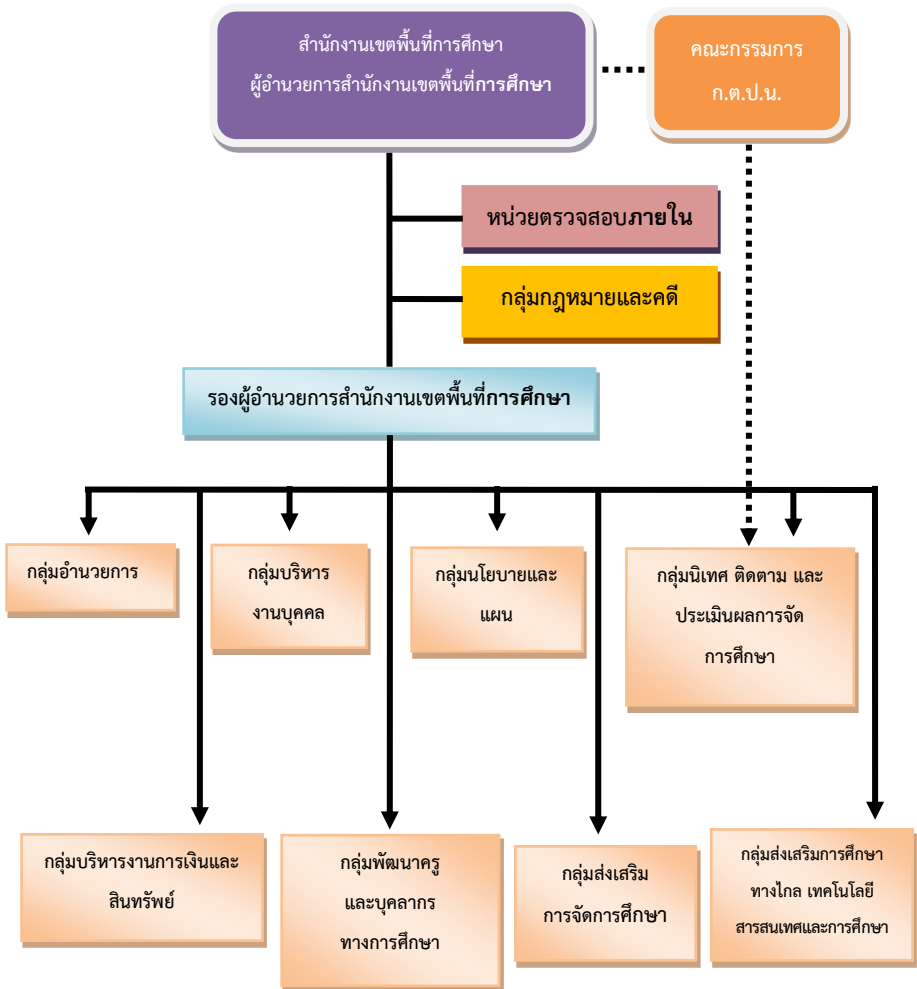 สำนักงานเขตพื้นที่การศึกษา
ผู้อำนวยการสำนักงานเขตพื้นที่การศึกษา
คณะกรรมการ
ก.ต.ป.น.
หน่วยตรวจสอบภายใน
กลุ่มกฎหมายและคดี
รองผู้อำนวยการสำนักงานเขตพื้นที่การศึกษา
กลุ่มอำนวยการ
กลุ่มบริหาร
งานบุคคล
กลุ่มนโยบายและ
แผน
กลุ่มนิเทศ ติดตาม และ
ประเมินผลการจัด
การศึกษา
กลุ่มบริหารงานการเงินและ
สินทรัพย์
กลุ่มพัฒนาครู
และบุคลากร
ทางการศึกษา
กลุ่มส่งเสริม
การจัดการศึกษา
กลุ่มส่งเสริมการศึกษา
ทางไกล เทคโนโลยี
สารสนเทศและการศึกษา